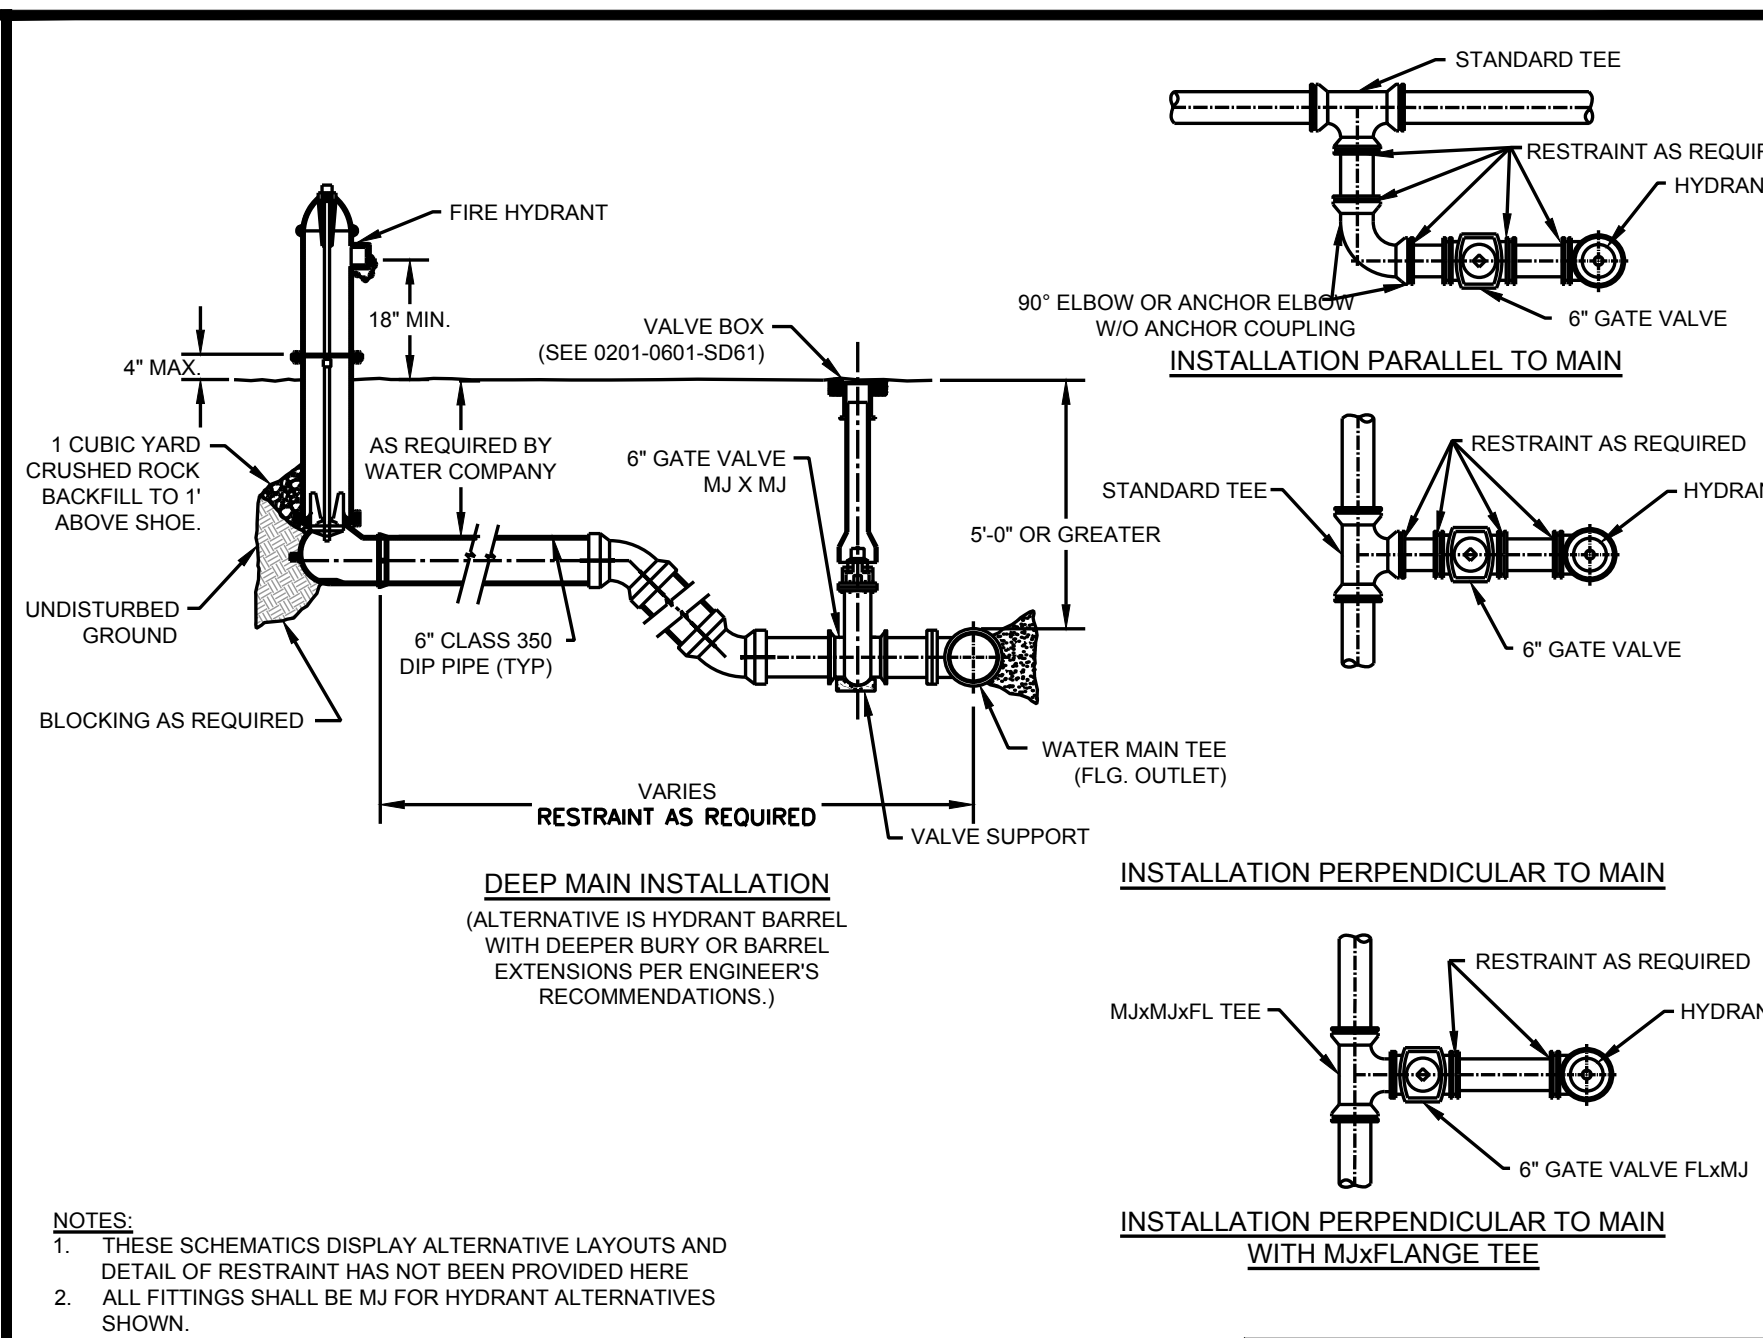 STANDARD TEE
RESTRAINT AS REQUI
HYDRAN
FIRE HYDRANT
18" MIN.
4" MAX.
VALVE BOX
(SEE 0201-0601-SD61)
90° ELBOW OR ANCHOR ELBOW
W/O ANCHOR COUPLING
6" GATE VALVE
INSTALLATION PARALLEL TO MAIN
1 CUBIC YARD
CRUSHED ROCK
BACKFILL TO 1'
ABOVE SHOE.
AS REQUIRED BY
WATER COMPANY
6" GATE VALVE
MJ X MJ
5'-0" OR GREATER
UNDISTURBED
GROUND
6" CLASS 350
DIP PIPE (TYP)
BLOCKING AS REQUIRED
WATER MAIN TEE
(FLG. OUTLET)
VARIES
RESTRAINT AS REQUIRED
VALVE SUPPORT
DEEP MAIN INSTALLATION
(ALTERNATIVE IS HYDRANT BARREL
WITH DEEPER BURY OR BARREL
EXTENSIONS PER ENGINEER'S
RECOMMENDATIONS.)
RESTRAINT AS REQUIRED
STANDARD TEE
HYDRAN
6" GATE VALVE
INSTALLATION PERPENDICULAR TO MAIN
RESTRAINT AS REQUIRED
MJxMJxFL TEE
HYDRAN
6" GATE VALVE FLxMJ
INSTALLATION PERPENDICULAR TO MAIN
WITH MJxFLANGE TEE
NOTES:
1. THESE SCHEMATICS DISPLAY ALTERNATIVE LAYOUTS AND
DETAIL OF RESTRAINT HAS NOT BEEN PROVIDED HERE
2. ALL FITTINGS SHALL BE MJ FOR HYDRANT ALTERNATIVES
SHOWN.